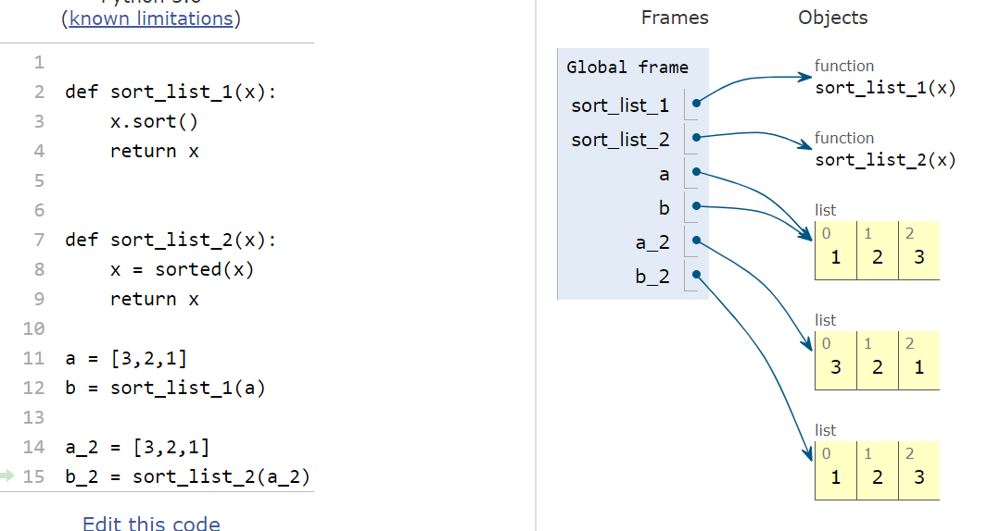 (known limitations)
1
2 def sort_list_1(x):
3     x.sort()
4     return x
5
6
7 def sort_list_2(x):
8     x = sorted(x)
9     return x
10
11 a = [3,2,1]
12 b = sort_list_1(a)
13
14 a_2 = [3,2,1]
15 b_2 = sort_list_2(a_2)
Edit this code
Frames Objects
Global frame
sort_list_1
sort_list_2
a
b
a_2
b_2
function
sort_list_1(x)
function
sort_list_2(x)
list
0 1 2
1 2 3
list
0 1 2
3 2 1
list
0 1 2
1 2 3